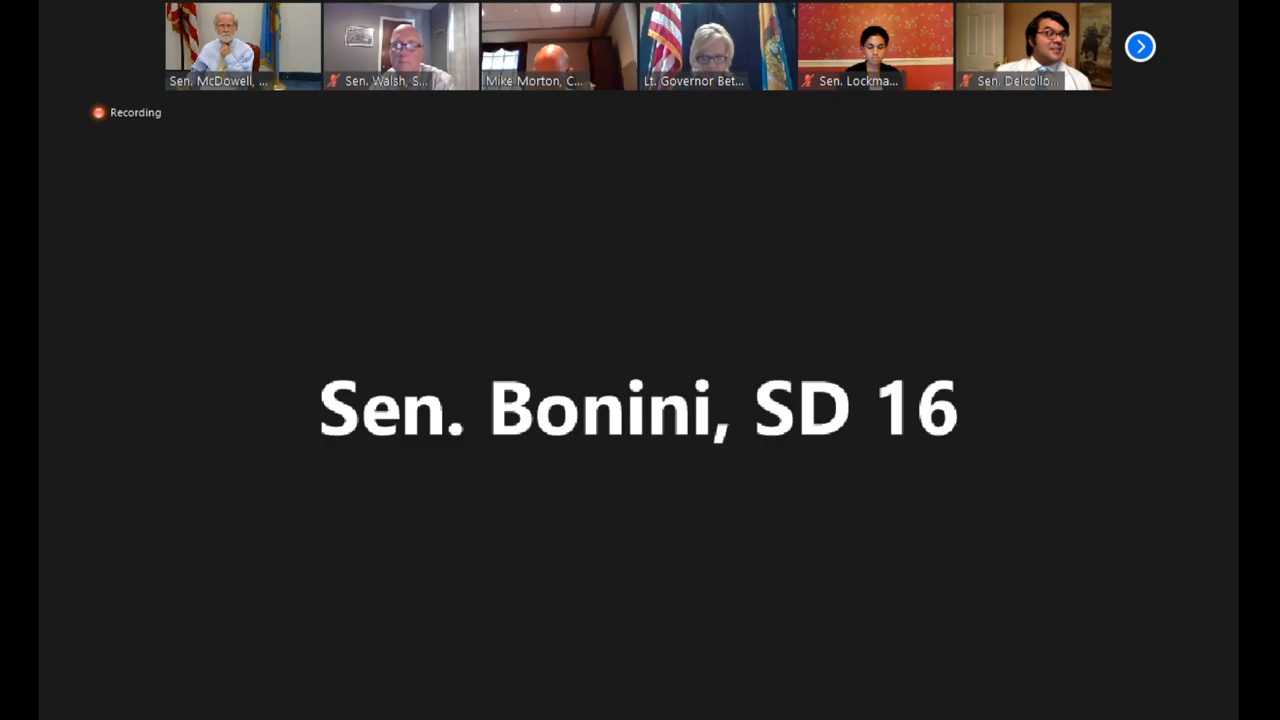 Sen. McDowell, ...
Sen. Walsh, S...
Mike Morton, C...
Lt. Governor Bet...
Sen. Lockma...
Sen. Delcollo...
Recording
Sen. Bonini, SD 16